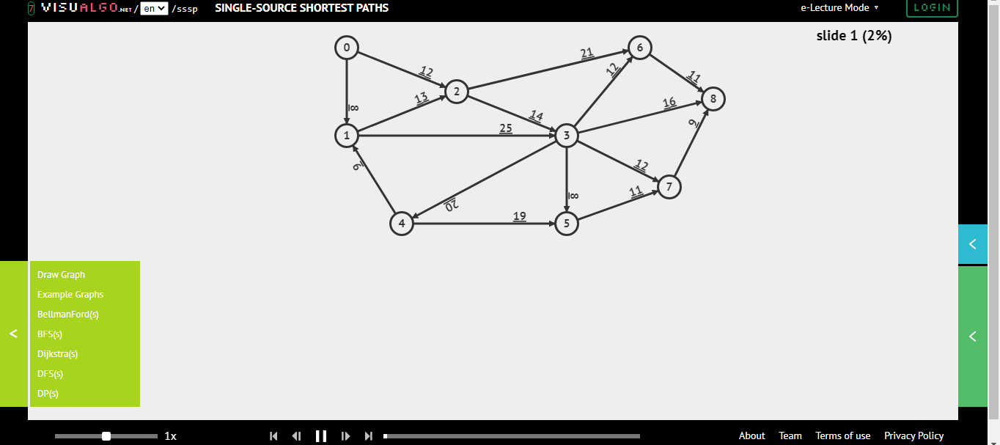 7 VISUALGO.NET / en /sssp SINGLE-SOURCE SHORTEST PATHS e-Lecture Mode ▼ LOGIN
slide 1 (2%)
0
6
21
12
12
11
2
8
13
16
8
14
9
25
1
3
12
9
8
11
7
20
19
4
5
<
<
Draw Graph
Example Graphs
BellmanFord(s)
BFS(s)
<
Dijkstra(s)
DFS(s)
DP(s)
1x
About Team Terms of use Privacy Policy